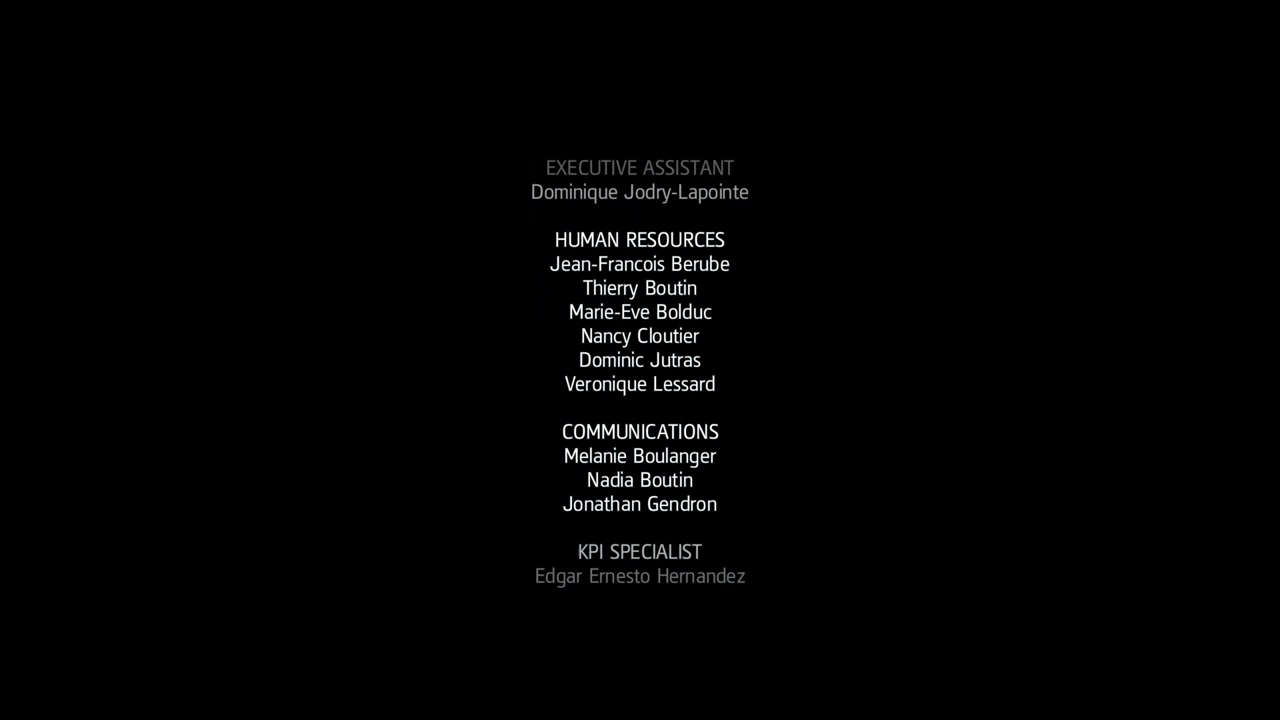 EXECUTIVE ASSISTANT
Dominique Jodry-Lapointe
HUMAN RESOURCES
Jean-Francois Berube
Thierry Boutin
Marie-Eve Bolduc
Nancy Cloutier
Dominic Jutras
Veronique Lessard
COMMUNICATIONS
Melanie Boulanger
Nadia Boutin
Jonathan Gendron
KPI SPECIALIST
Edgar Ernesto Hernandez